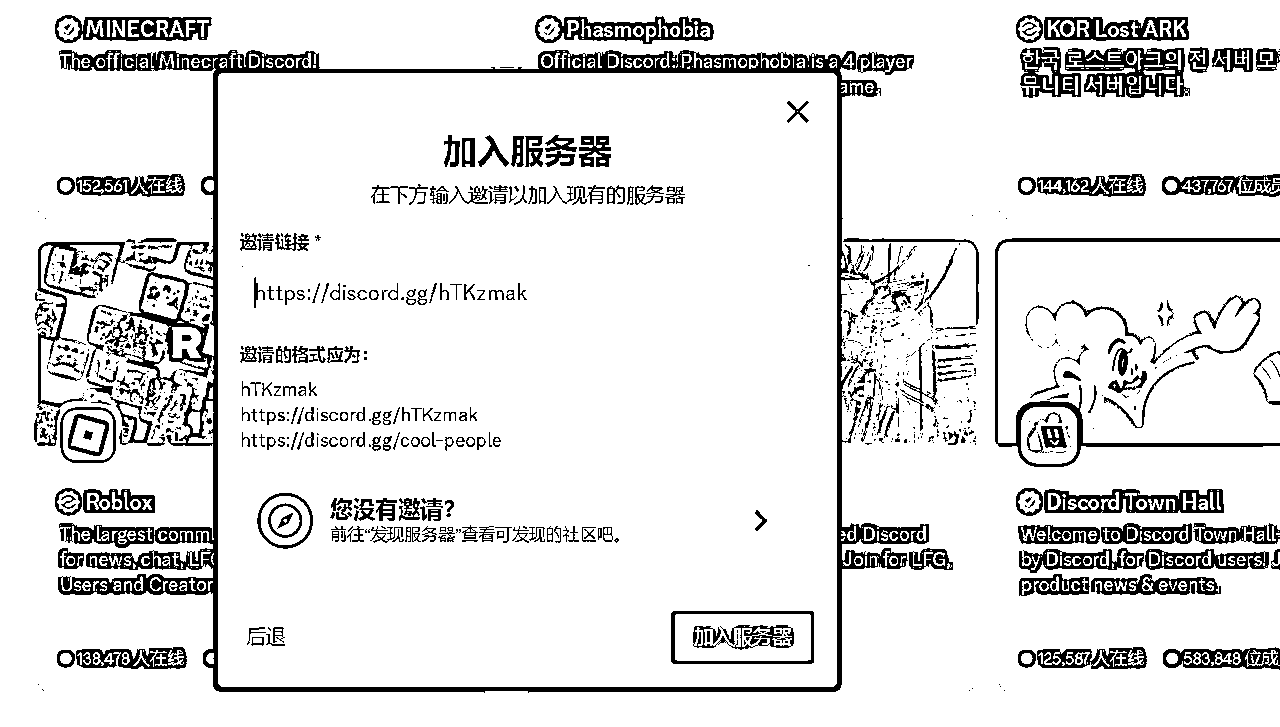 MINECRAFT
The official Minecraft Discord!
152,561 人在线
Phasmophobia
Official Discord: Phasmophobia is a 4 player
ame.
KOR Lost ARK
한국 로스트아크의 전 서버 모
뮤니티 서버입니다.
144,162 人在线
437,767 位成员
加入服务器
在下方输入邀请以加入现有的服务器
邀请链接 *
https://discord.gg/hTKzmak
邀请的格式应为:
hTKzmak
https://discord.gg/hTKzmak
https://discord.gg/cool-people
您没有邀请?
前往“发现服务器”查看可发现的社区吧。
后退
加入服务器
R
Roblox
The largest comm
for news, chat, LF
Users and Creator
138,478 人在线
ed Discord
Join for LFG,
Discord Town Hall
Welcome to Discord Town Hall
by Discord, for Discord users! J
product news & events.
125,587 人在线
583,848 位成